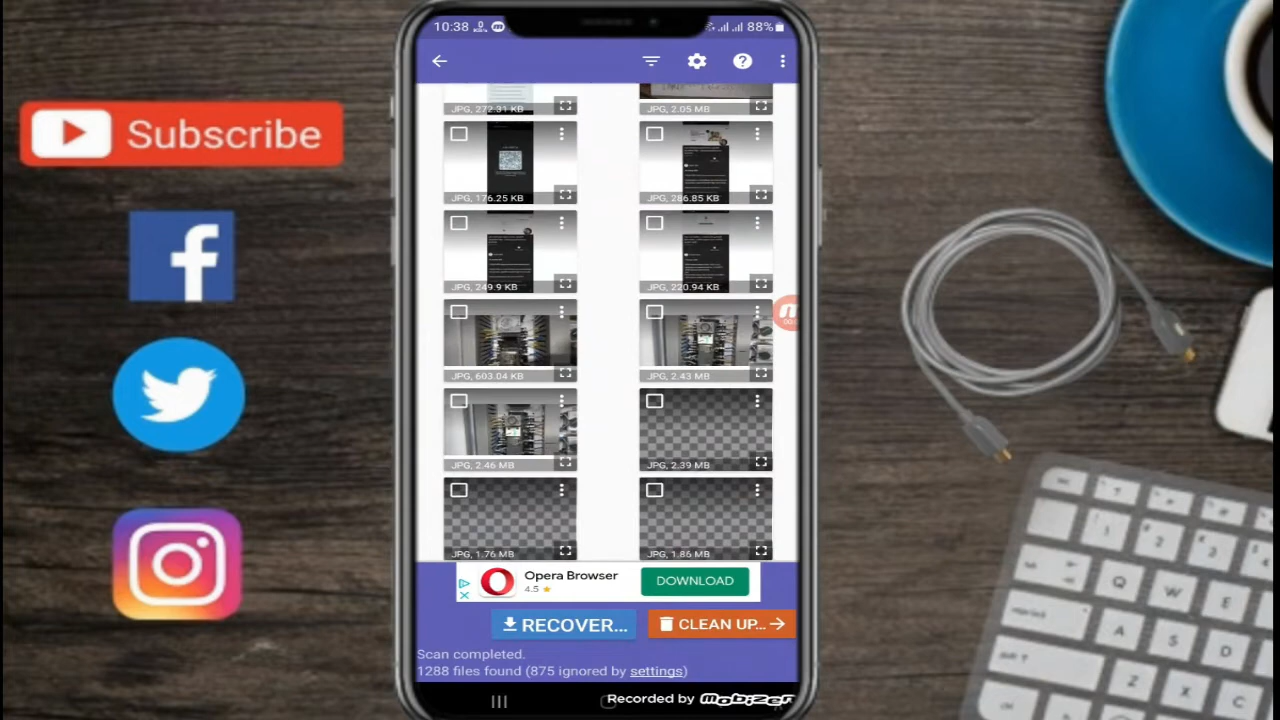 10:38
88%
Subscribe
JPG, 272.31 KB
JPG, 2.05 MB
JPG, 176.25 KB
JPG, 286.85 KB
JPG, 249.9 KB
JPG, 220.94 KB
JPG, 603.04 KB
JPG, 2.43 MB
JPG, 2.46 MB
JPG, 2.39 MB
JPG, 1.76 MB
JPG, 1.86 MB
Opera Browser
4.5
DOWNLOAD
RECOVER...
CLEAN UP...
Scan completed.
1288 files found (875 ignored by settings)
Recorded by Mobizen
Q
W
E
A
S
D
Z
X
C